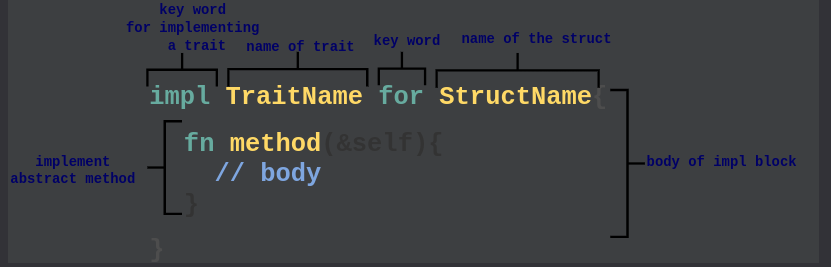 key word
for implementing
a trait
name of trait
key word
name of the struct
impl TraitName for StructName{
fn method(&self){
// body
}
}
implement
abstract method
body of impl block